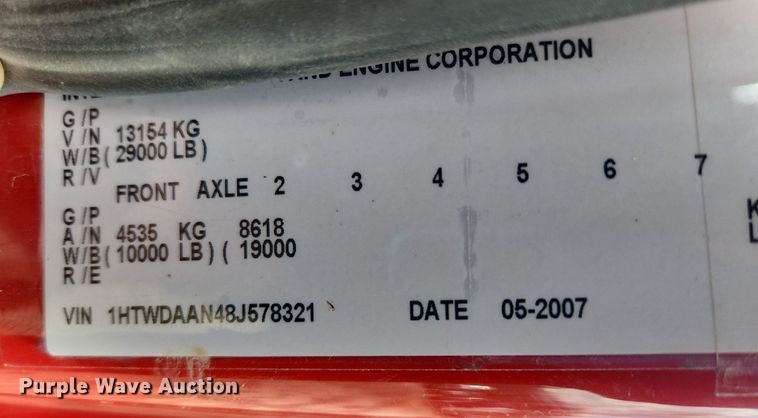 AND ENGINE CORPORATION
G/P
V/N 13154 KG
W/B( 29000 LB)
R/V
FRONT AXLE 2 3 4 5 6 7
G/P
A/N 4535 KG 8618
W/B( 10000 LB) ( 19000
R/E
VIN 1HTWDAAN48J578321 DATE 05-2007
Purple Wave Auction